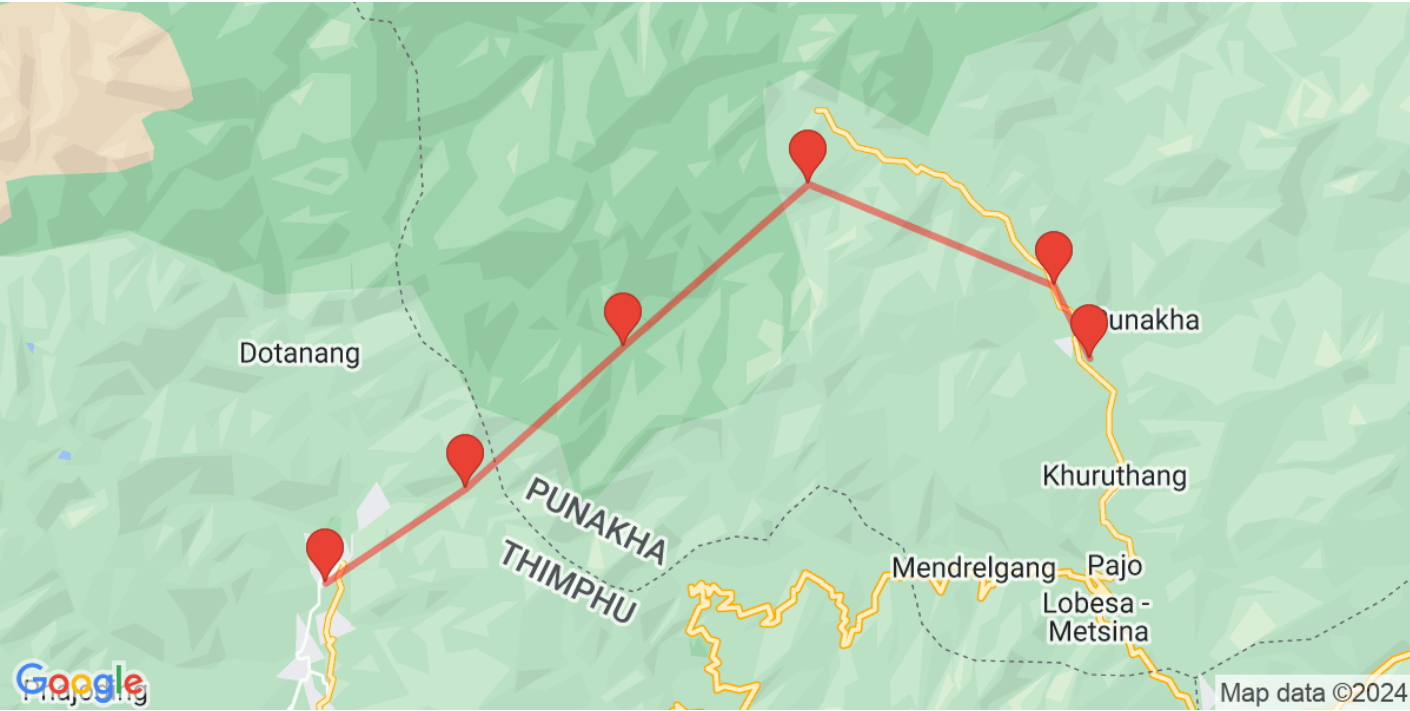 Punakha
Dotanang
Khuruthang
PUNAKHA
THIMPHU
Mendrelgang
Pajo
Lobesa -
Metsina
Google
Map data ©2024